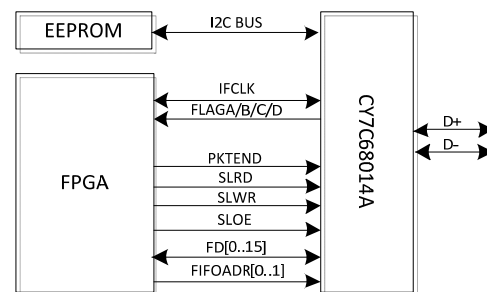 EEPROM
I2C BUS
IFCLK
FLAGA/B/C/D
PKTEND
SLRD
SLWR
SLOE
FD[0..15]
FIFOADR[0..1]
FPGA
CY7C68014A
D+
D-